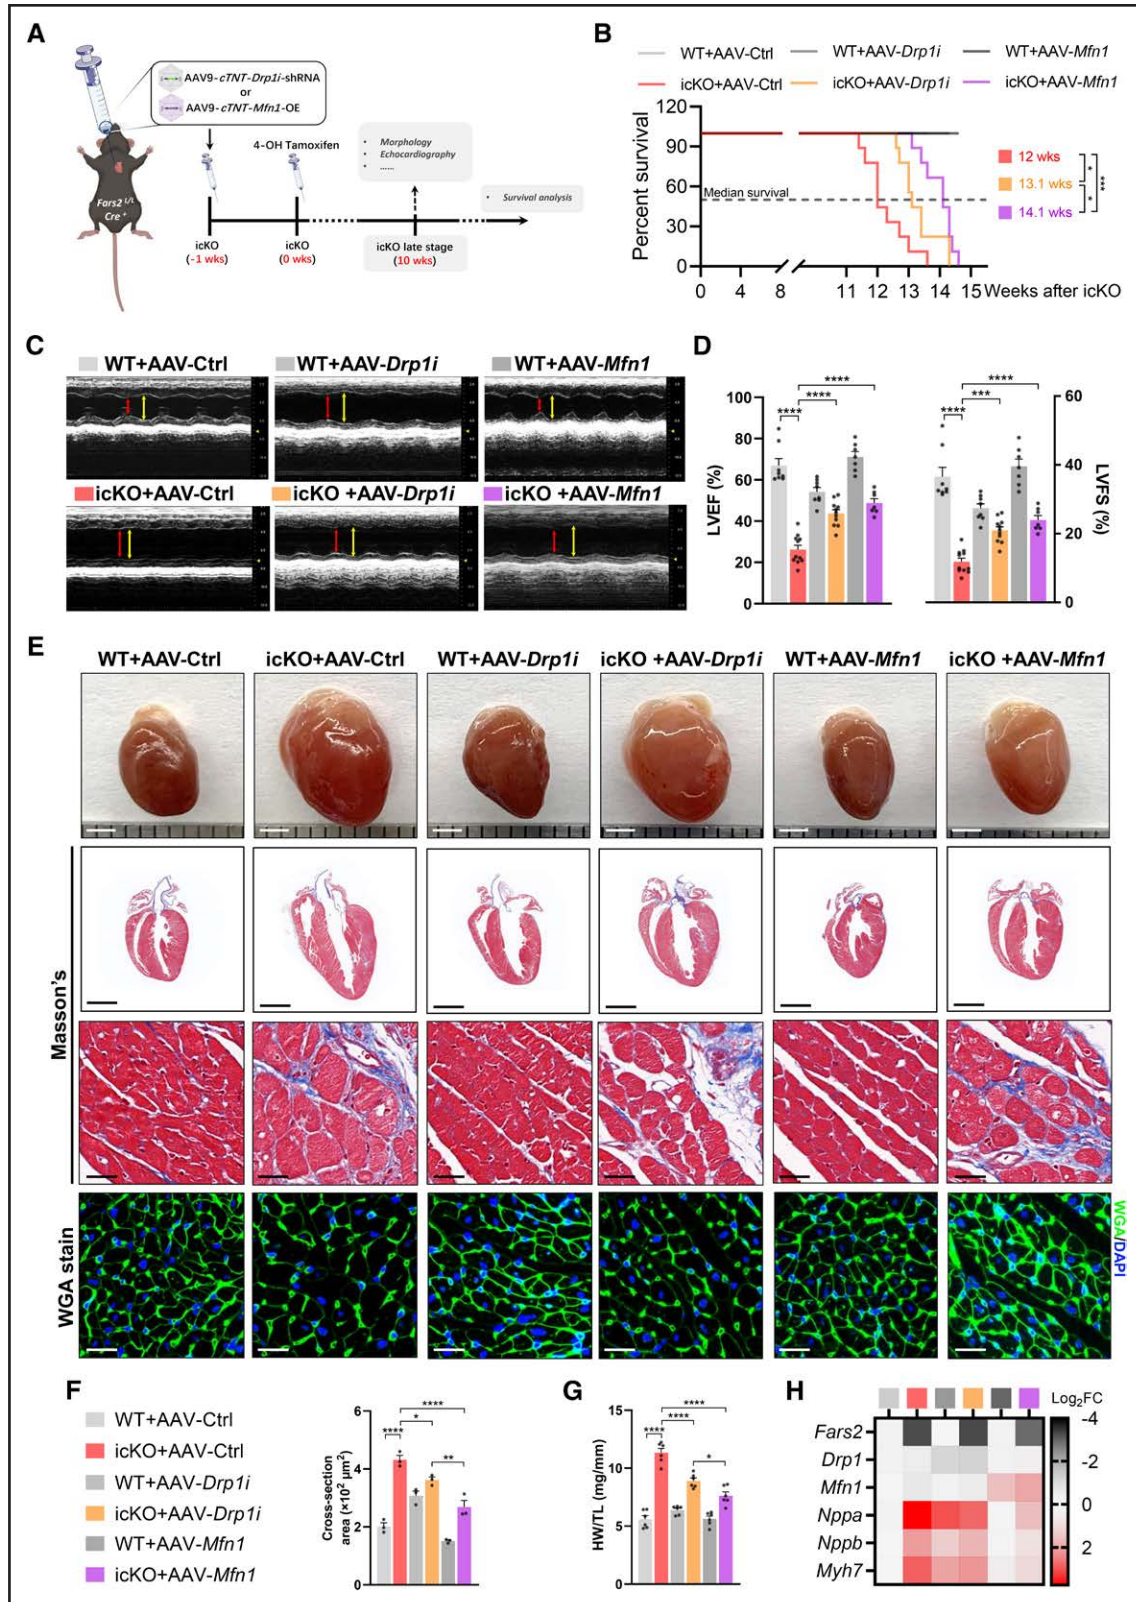 A
AAV9-cTNT-Drp1i-shRNA
or
AAV9-cTNT-Mfn1-OE
4-OH Tamoxifen
• Morphology
• Echocardiography
• ......
• Survival analysis
Fars2 L/L
Cre +
icKO
(-1 wks)
icKO
(0 wks)
icKO late stage
(10 wks)
B
WT+AAV-Ctrl WT+AAV-Drp1i WT+AAV-Mfn1
icKO+AAV-Ctrl icKO+AAV-Drp1i icKO+AAV-Mfn1
Percent survival
120
90
60
30
0
Median survival
12 wks
13.1 wks
14.1 wks
*
*
***
0 4 8 11 12 13 14 15 Weeks after icKO
C
WT+AAV-Ctrl WT+AAV-Drp1i WT+AAV-Mfn1
icKO+AAV-Ctrl icKO +AAV-Drp1i icKO +AAV-Mfn1
D
LVEF (%)
100
80
60
40
20
0
****
****
****
****
***
****
60
40
20
0
LVFS (%)
E
WT+AAV-Ctrl icKO+AAV-Ctrl WT+AAV-Drp1i icKO +AAV-Drp1i WT+AAV-Mfn1 icKO +AAV-Mfn1
Masson's
WGA stain
WGA/DAPI
F
WT+AAV-Ctrl
icKO+AAV-Ctrl
WT+AAV-Drp1i
icKO+AAV-Drp1i
WT+AAV-Mfn1
icKO+AAV-Mfn1
Cross-section
area (×10² μm²)
6
4
2
0
****
****
*
**
G
HW/TL (mg/mm)
15
10
5
0
****
****
****
*
H
Log₂FC
Fars2
Drp1
Mfn1
Nppa
Nppb
Myh7
-4
-2
0
2